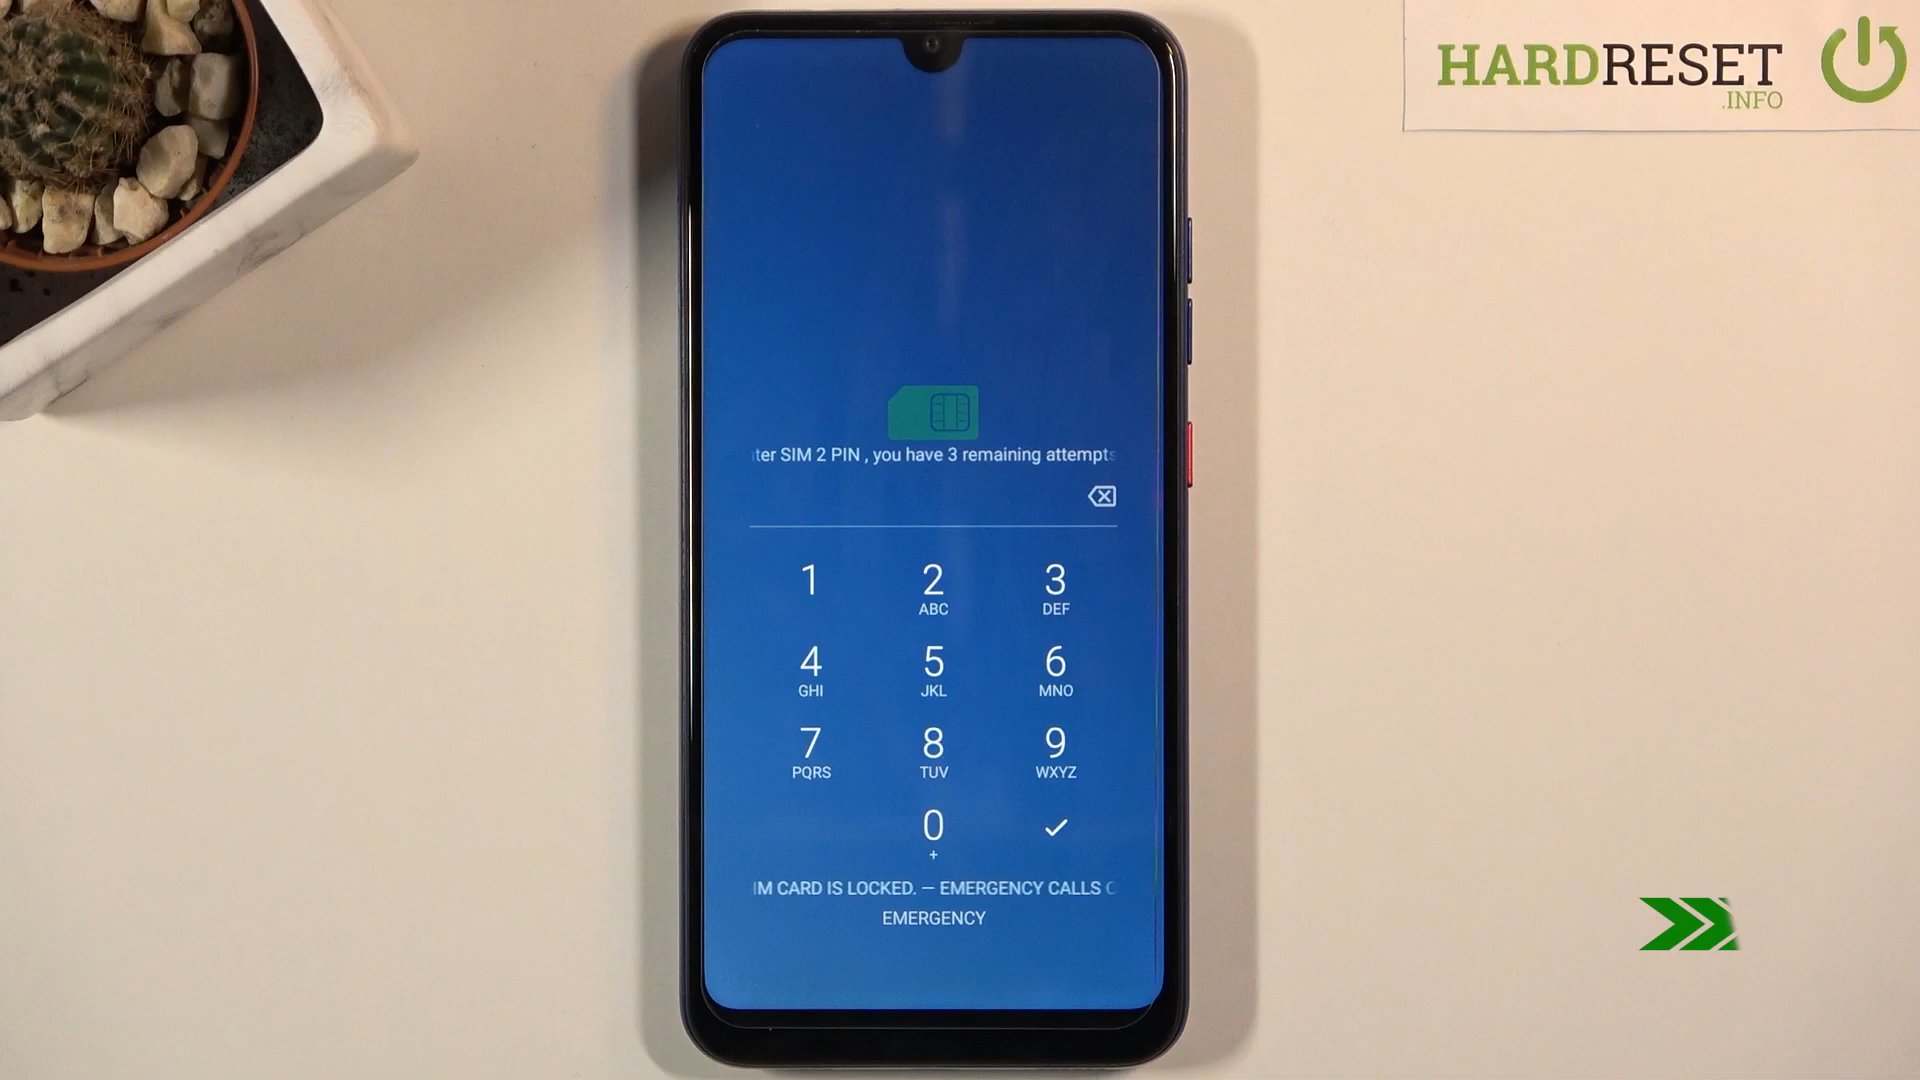 HARDRESET
.INFO
ter SIM 2 PIN , you have 3 remaining attempts
1
2
3
ABC
DEF
4
5
6
GHI
JKL
MNO
7
8
9
PQRS
TUV
WXYZ
0
+
IM CARD IS LOCKED. — EMERGENCY CALLS
EMERGENCY